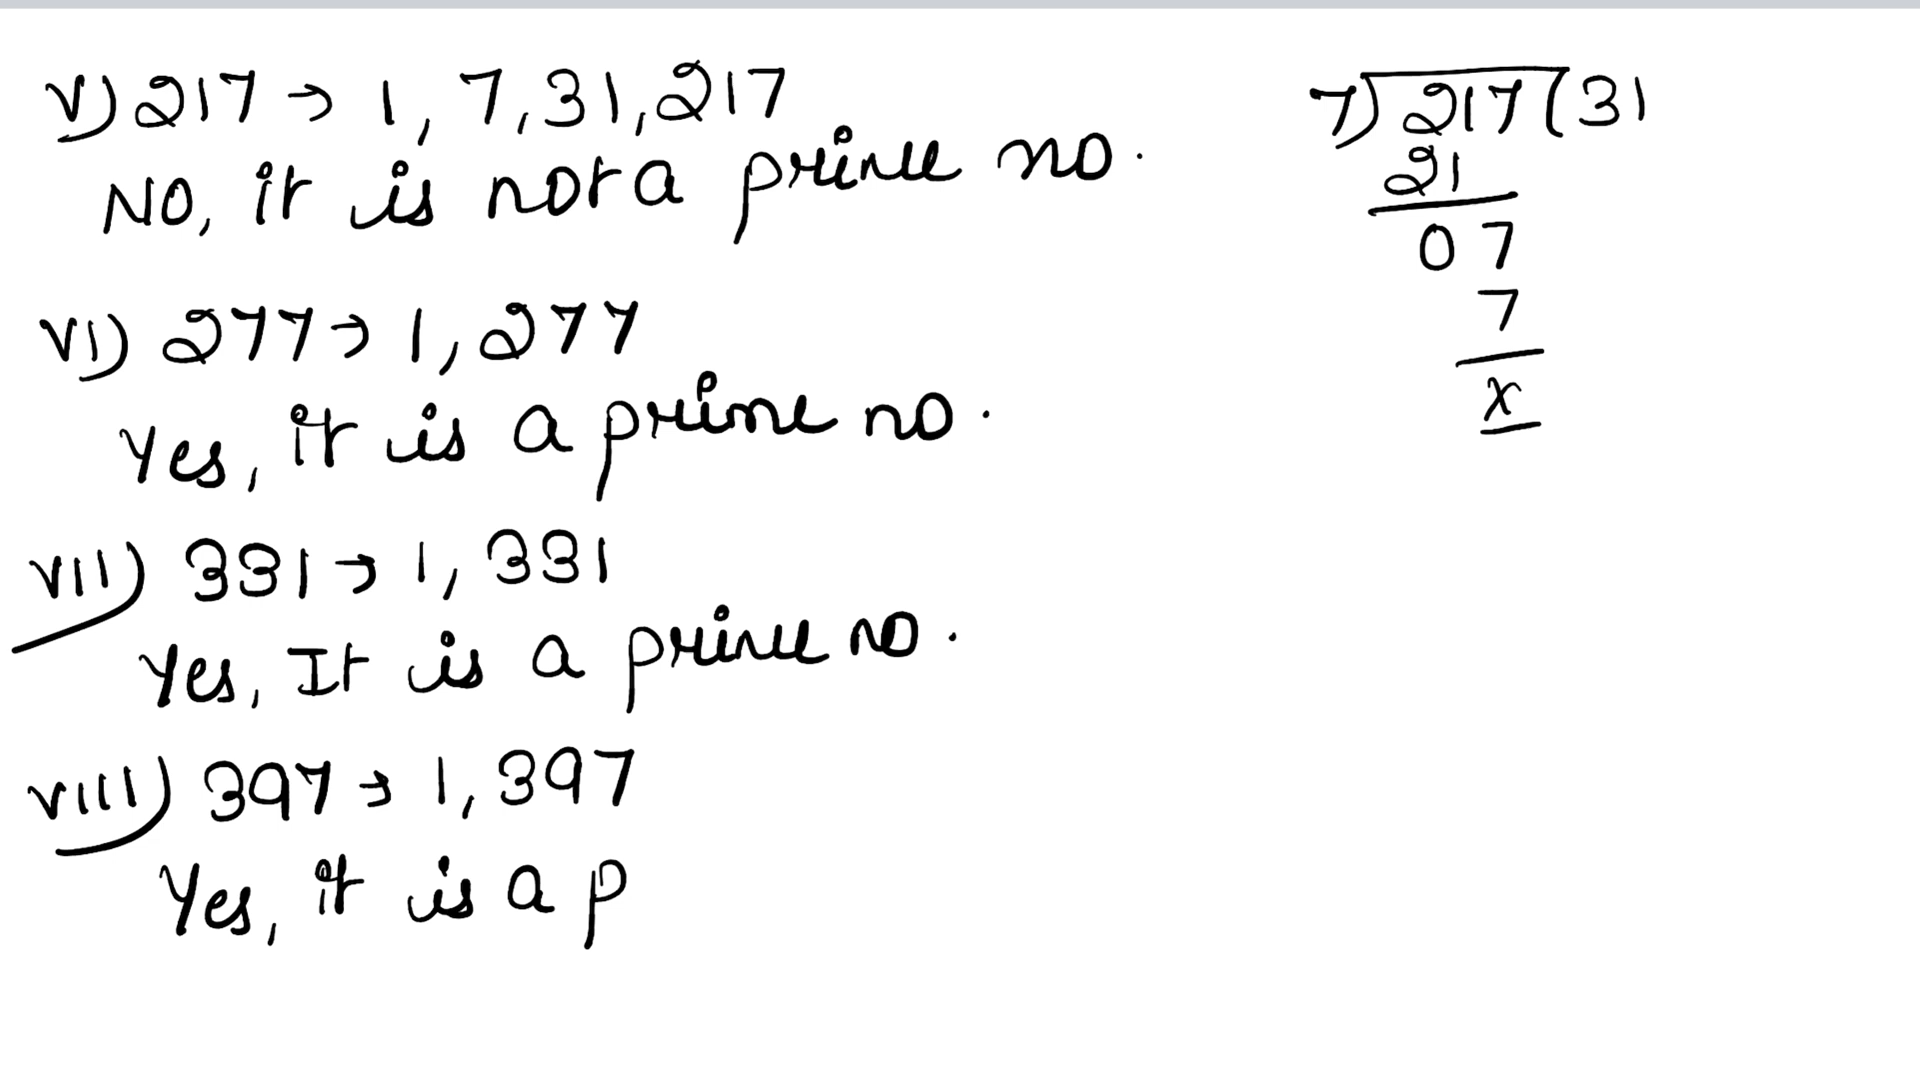 v) 217 → 1, 7, 31, 217
No, it is not a prime no.
vi) 277 → 1, 277
Yes, it is a prime no.
vii) 331 → 1, 331
Yes, It is a prime no.
viii) 397 → 1, 397
Yes, it is a p
7) 217 ( 31
21
07
7
x